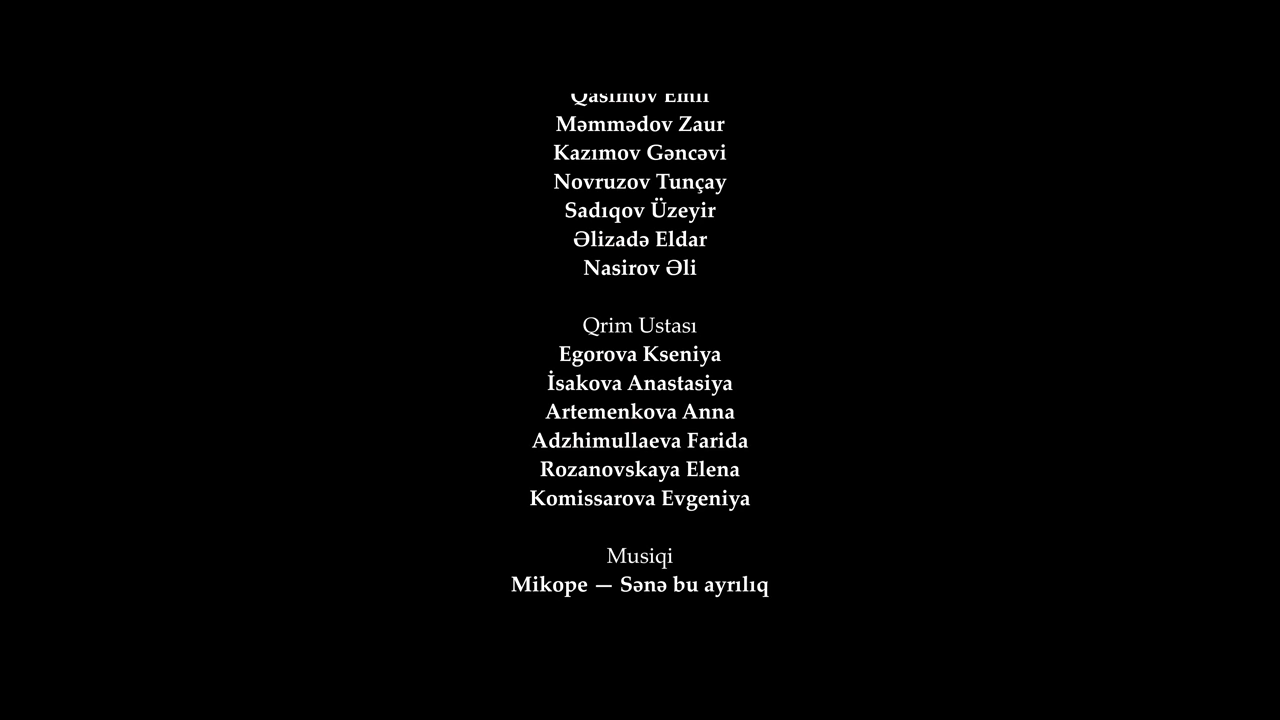 Məmmədov Zaur
Kazımov Gəncəvi
Novruzov Tunçay
Sadıqov Üzeyir
Əlizadə Eldar
Nasirov Əli
Qrim Ustası
Egorova Kseniya
İsakova Anastasiya
Artemenkova Anna
Adzhimullaeva Farida
Rozanovskaya Elena
Komissarova Evgeniya
Musiqi
Mikope — Sənə bu ayrılıq